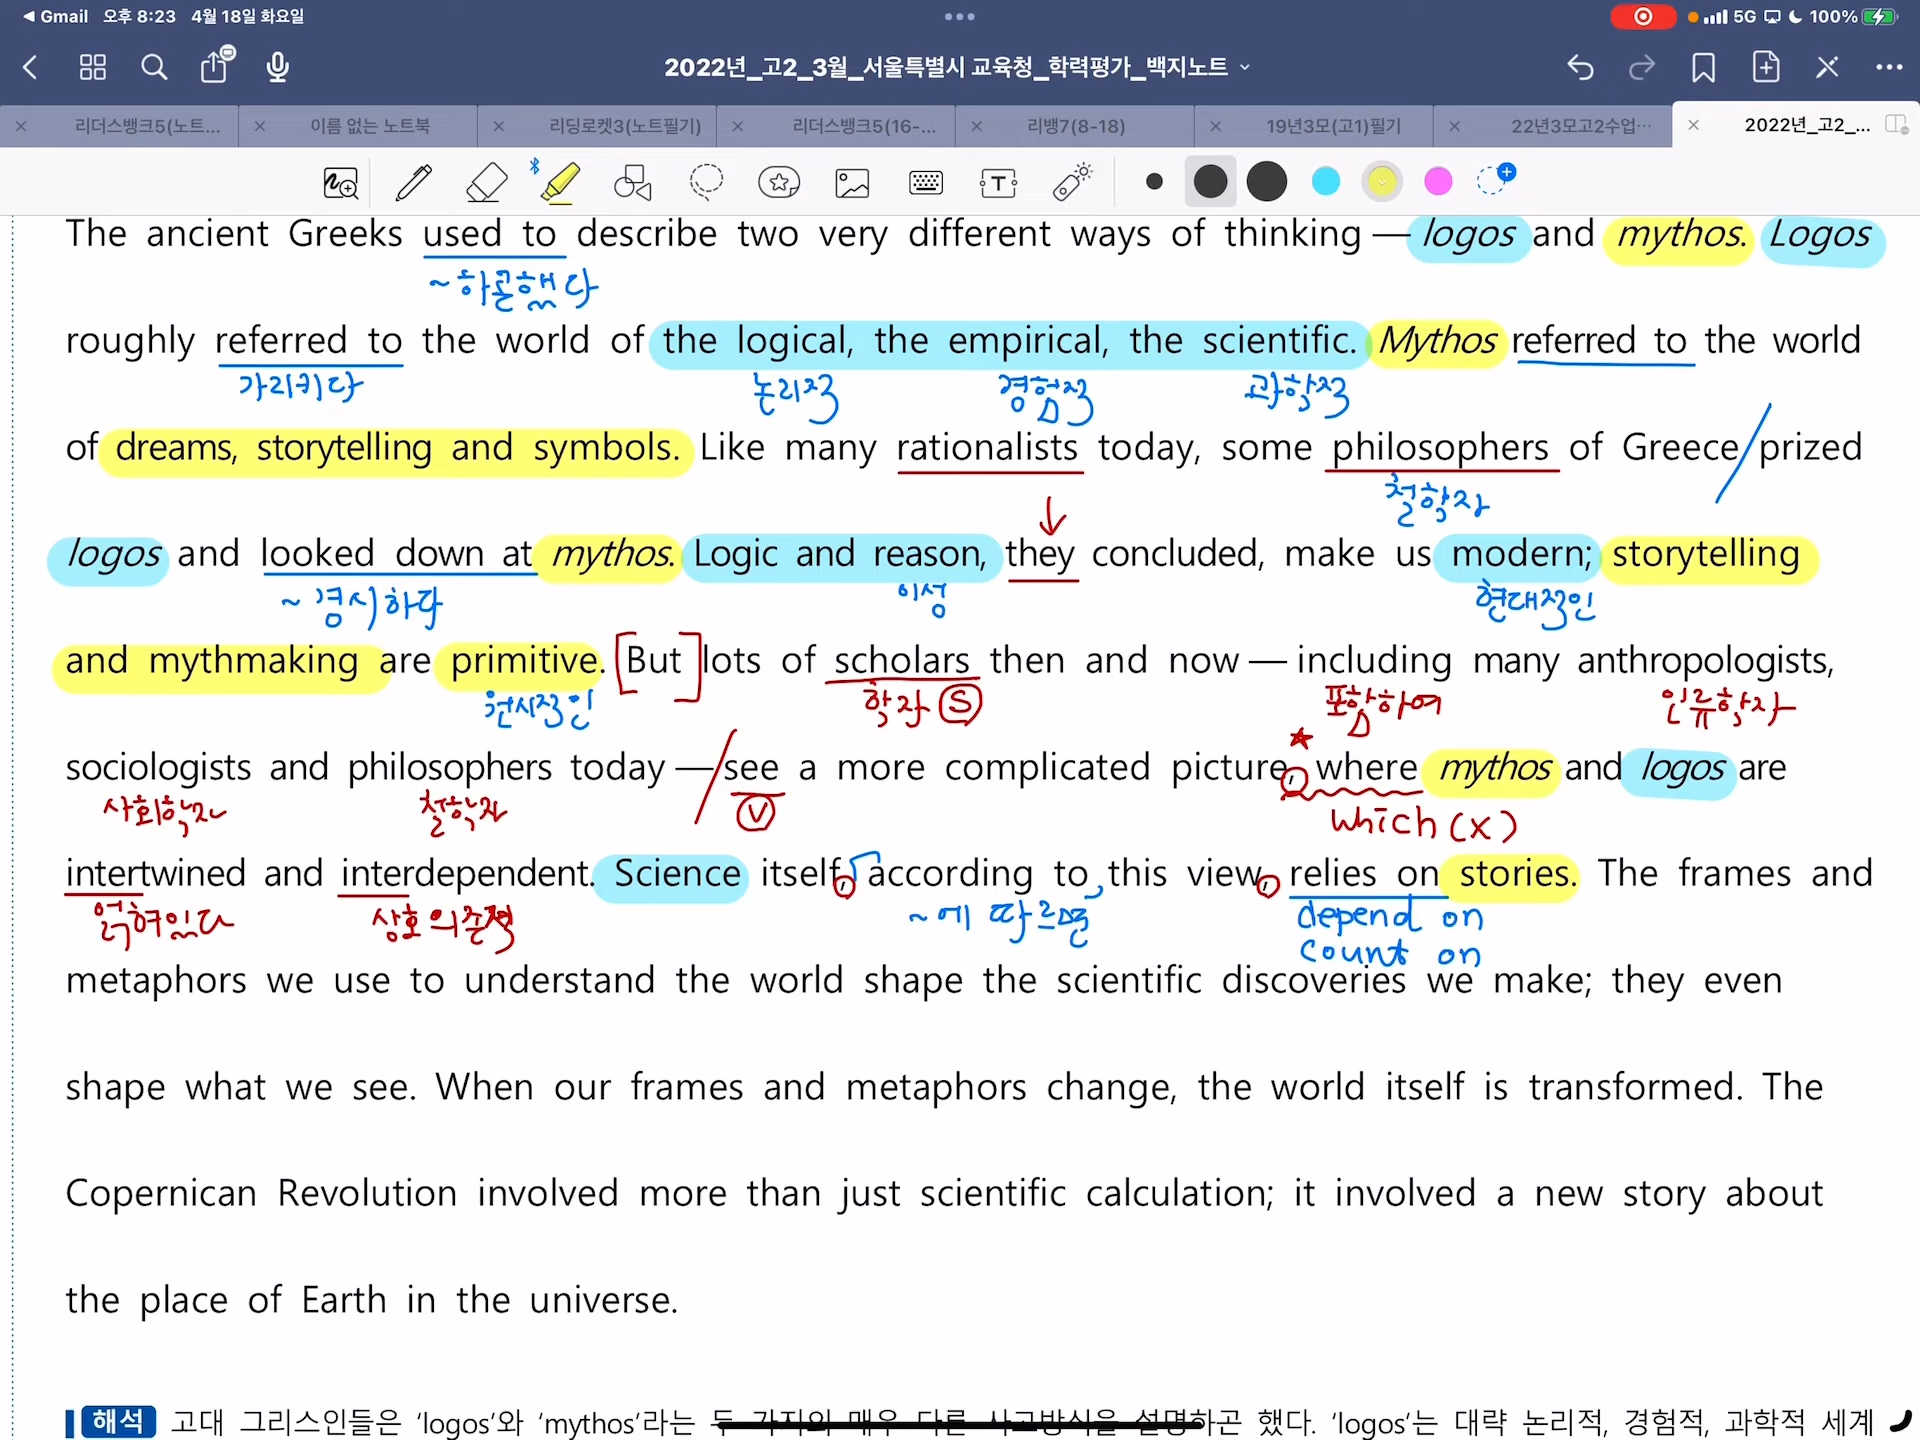 Gmail 오후 8:23 4월 18일 화요일 5G 100%
2022년_고2_3월_서울특별시 교육청_학력평가_백지노트
리더스뱅크5(노트... 이름 없는 노트북 리딩로켓3(노트필기) 리더스뱅크5(16-... 리뱅7(8-18) 19년3모(고1)필기 22년3모고2수업... 2022년_고2_...
The ancient Greeks used to describe two very different ways of thinking — logos and mythos. Logos
~하곤했다
roughly referred to the world of the logical, the empirical, the scientific. Mythos referred to the world
가리키다 논리적 경험적 과학적
of dreams, storytelling and symbols. Like many rationalists today, some philosophers of Greece / prized
철학자
logos and looked down at mythos. Logic and reason, they concluded, make us modern; storytelling
~ 경시하다 이성 현대적인
and mythmaking are primitive. [But] lots of scholars then and now — including many anthropologists,
원시적인 학자 S 포함하여 인류학자
sociologists and philosophers today — / see a more complicated picture, where mythos and logos are
사회학자 철학자 V which (x)
intertwined and interdependent. Science itself, according to this view, relies on stories. The frames and
얽혀있다 상호의존적 ~에 따르면 depend on
count on
metaphors we use to understand the world shape the scientific discoveries we make; they even
shape what we see. When our frames and metaphors change, the world itself is transformed. The
Copernican Revolution involved more than just scientific calculation; it involved a new story about
the place of Earth in the universe.
해석 고대 그리스인들은 ‘logos’와 ‘mythos’라는 두 가지의 매우 다른 사고방식을 설명하곤 했다. ‘logos’는 대략 논리적, 경험적, 과학적 세계